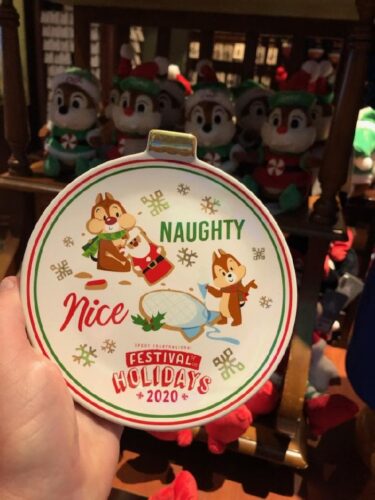 NAUGHTY
Nice
EPCOT INTERNATIONAL
FESTIVAL OF THE
HOLIDAYS
2020